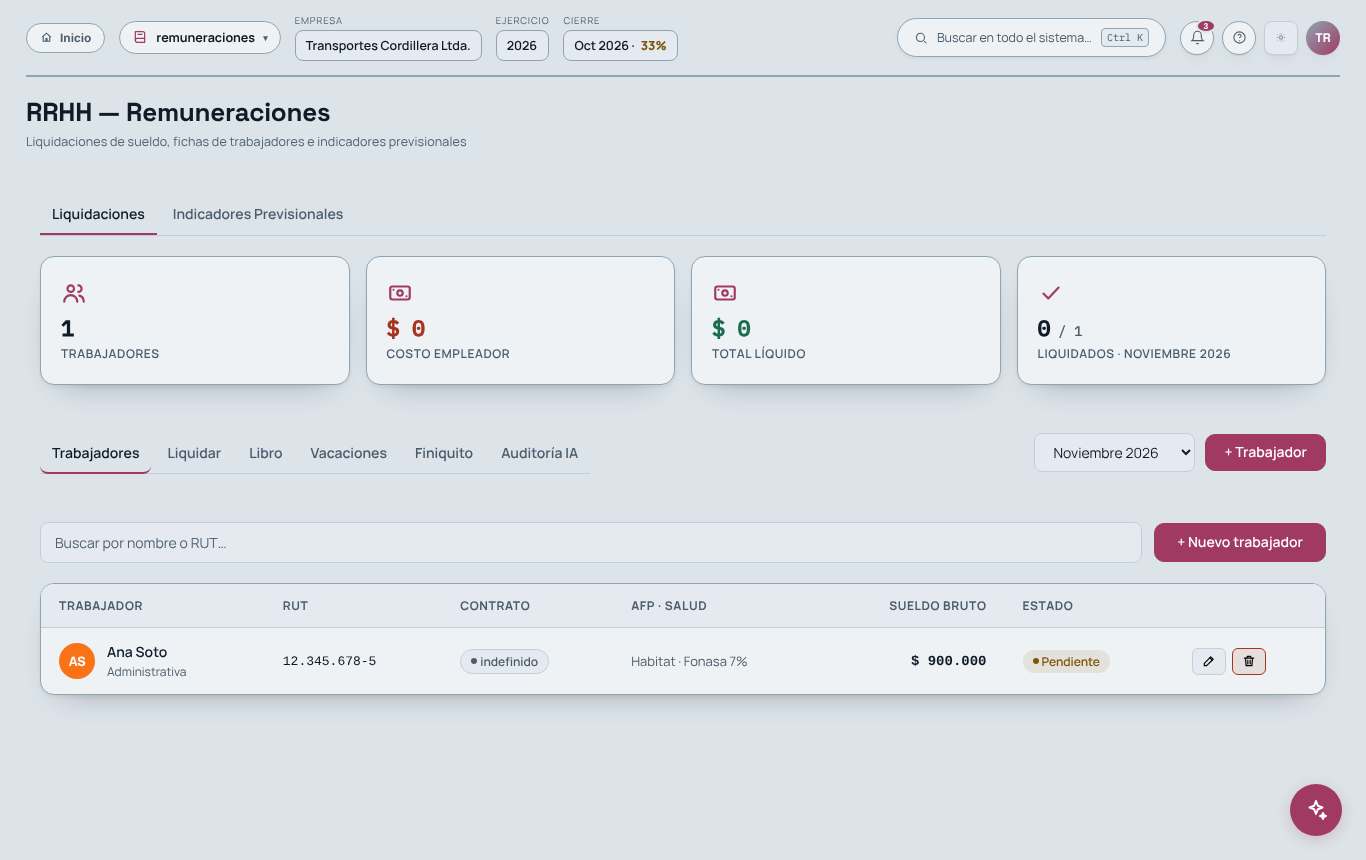 Inicio
remuneraciones ▾
EMPRESA
Transportes Cordillera Ltda.
EJERCICIO
2026
CIERRE
Oct 2026 · 33%
Buscar en todo el sistema... Ctrl K
3
TR
RRHH — Remuneraciones
Liquidaciones de sueldo, fichas de trabajadores e indicadores previsionales
Liquidaciones
Indicadores Previsionales
1
TRABAJADORES
$ 0
COSTO EMPLEADOR
$ 0
TOTAL LÍQUIDO
0 / 1
LIQUIDADOS · NOVIEMBRE 2026
Trabajadores
Liquidar
Libro
Vacaciones
Finiquito
Auditoría IA
Noviembre 2026
+ Trabajador
Buscar por nombre o RUT...
+ Nuevo trabajador
TRABAJADOR RUT CONTRATO AFP · SALUD SUELDO BRUTO ESTADO
AS
Ana Soto
Administrativa
12.345.678-5
indefinido
Habitat · Fonasa 7%
$ 900.000
Pendiente